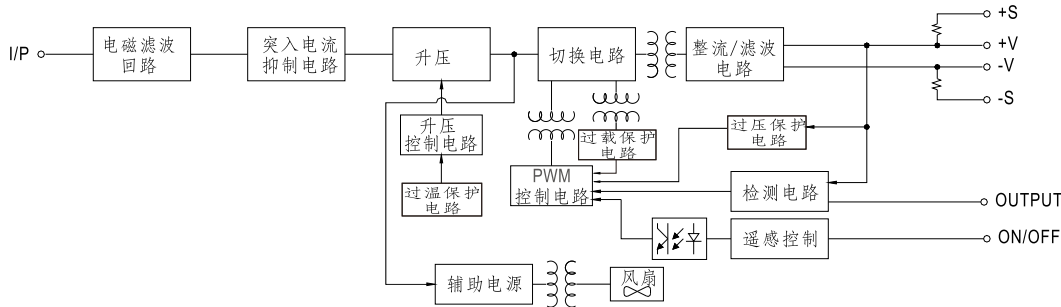 I/P
电磁滤波
回路
突入电流
抑制电路
升压
切换电路
整流/滤波
电路
+S
+V
-V
-S
升压
控制电路
过温保护
电路
过载保护
电路
过压保护
电路
PWM
控制电路
检测电路
OUTPUT
遥感控制
ON/OFF
辅助电源
风扇